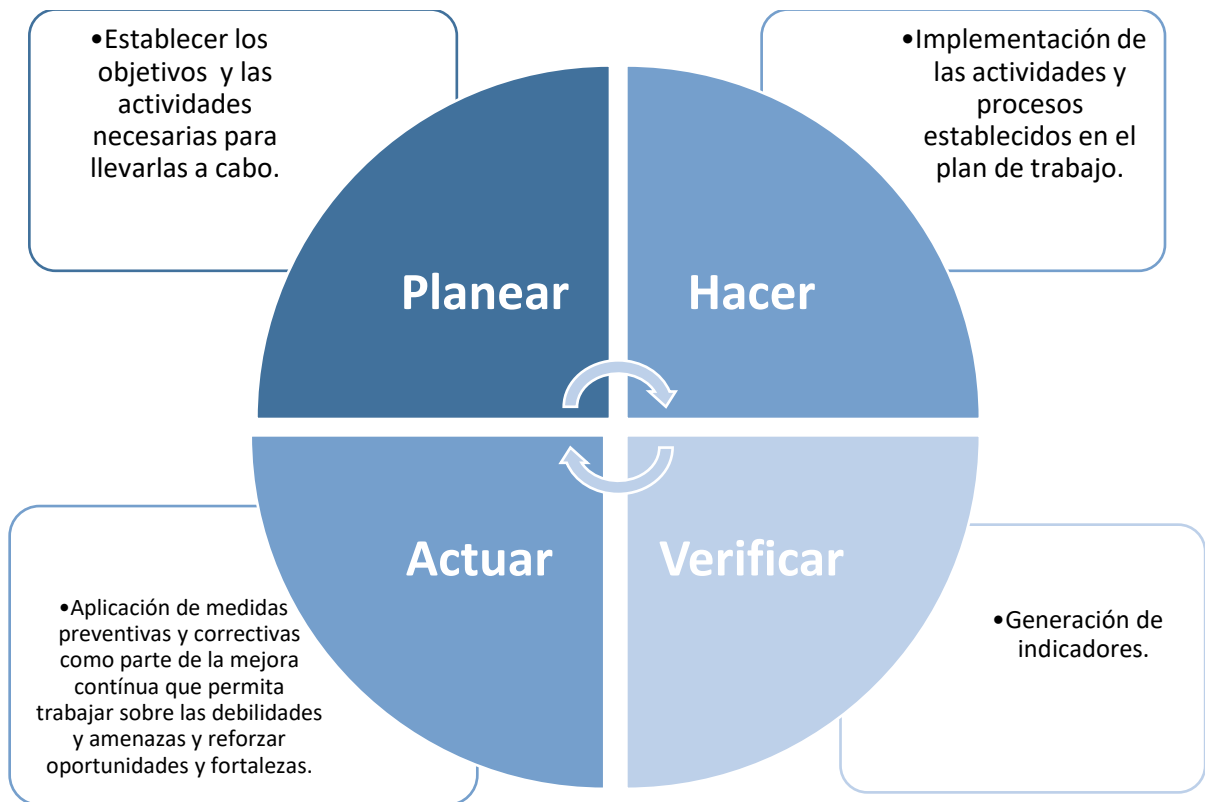 •Establecer los
objetivos y las
actividades
necesarias para
llevarlas a cabo.
•Implementación de
las actividades y
procesos
establecidos en el
plan de trabajo.
Planear
Hacer
Actuar
Verificar
•Aplicación de medidas
preventivas y correctivas
como parte de la mejora
contínua que permita
trabajar sobre las debilidades
y amenazas y reforzar
oportunidades y fortalezas.
•Generación de
indicadores.